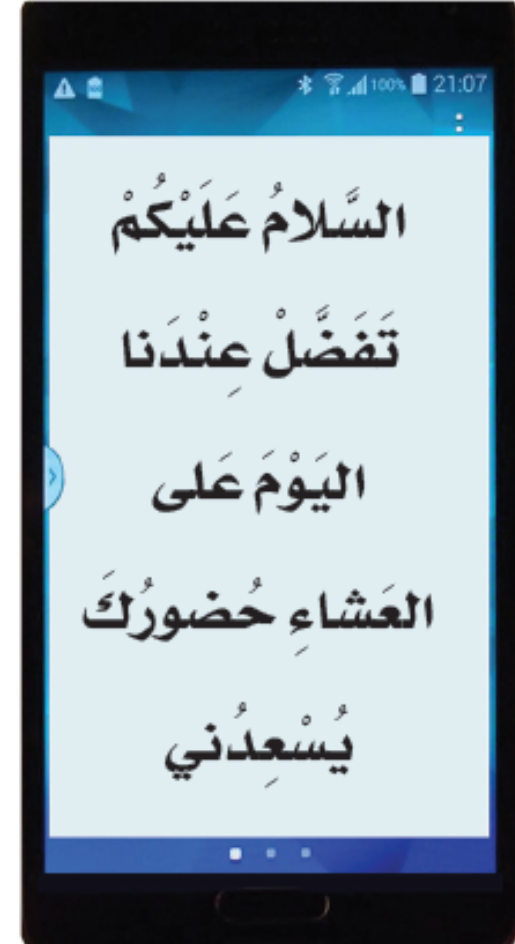 100% 21:07
السَّلامُ عَلَيْكُمْ
تَفَضَّلْ عِنْدَنا
اليَوْمَ عَلى
العَشاءِ حُضورُكَ
يُسْعِدُني